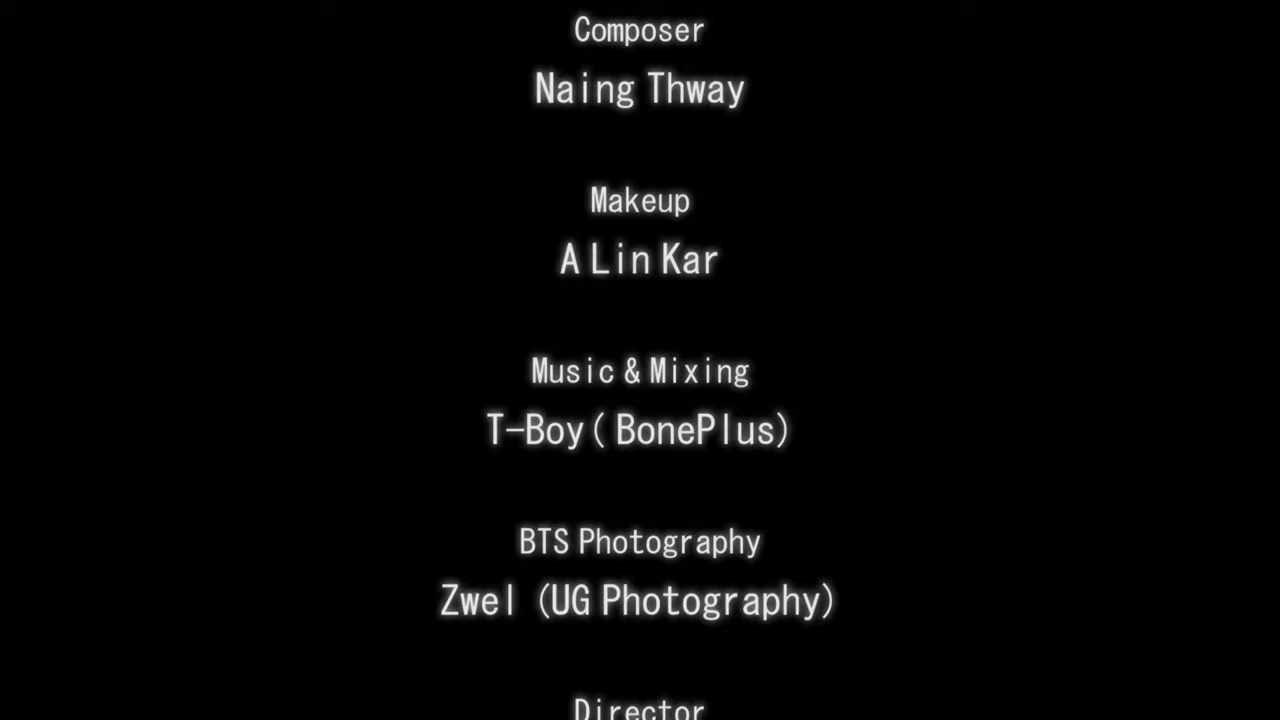 Composer
Naing Thway
Makeup
A Lin Kar
Music & Mixing
T-Boy ( BonePlus)
BTS Photography
Zwel (UG Photography)
Director